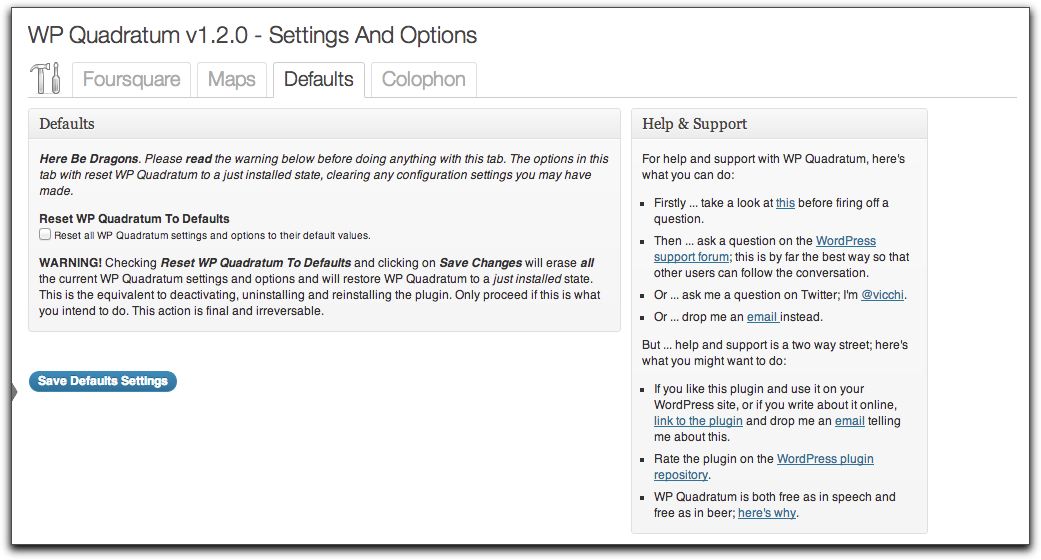 WP Quadratum v1.2.0 - Settings And Options
Foursquare
Maps
Defaults
Colophon
Defaults
Here Be Dragons. Please read the warning below before doing anything with this tab. The options in this
tab with reset WP Quadratum to a just installed state, clearing any configuration settings you may have
made.
Reset WP Quadratum To Defaults
Reset all WP Quadratum settings and options to their default values.
WARNING! Checking Reset WP Quadratum To Defaults and clicking on Save Changes will erase all
the current WP Quadratum settings and options and will restore WP Quadratum to a just installed state.
This is the equivalent to deactivating, uninstalling and reinstalling the plugin. Only proceed if this is what
you intend to do. This action is final and irreversable.
Save Defaults Settings
Help & Support
For help and support with WP Quadratum, here's
what you can do:
Firstly ... take a look at this before firing off a
question.
Then ... ask a question on the WordPress
support forum; this is by far the best way so that
other users can follow the conversation.
Or ... ask me a question on Twitter; I'm @vicchi.
Or ... drop me an email instead.
But ... help and support is a two way street; here's
what you might want to do:
If you like this plugin and use it on your
WordPress site, or if you write about it online,
link to the plugin and drop me an email telling
me about this.
Rate the plugin on the WordPress plugin
repository.
WP Quadratum is both free as in speech and
free as in beer; here's why.